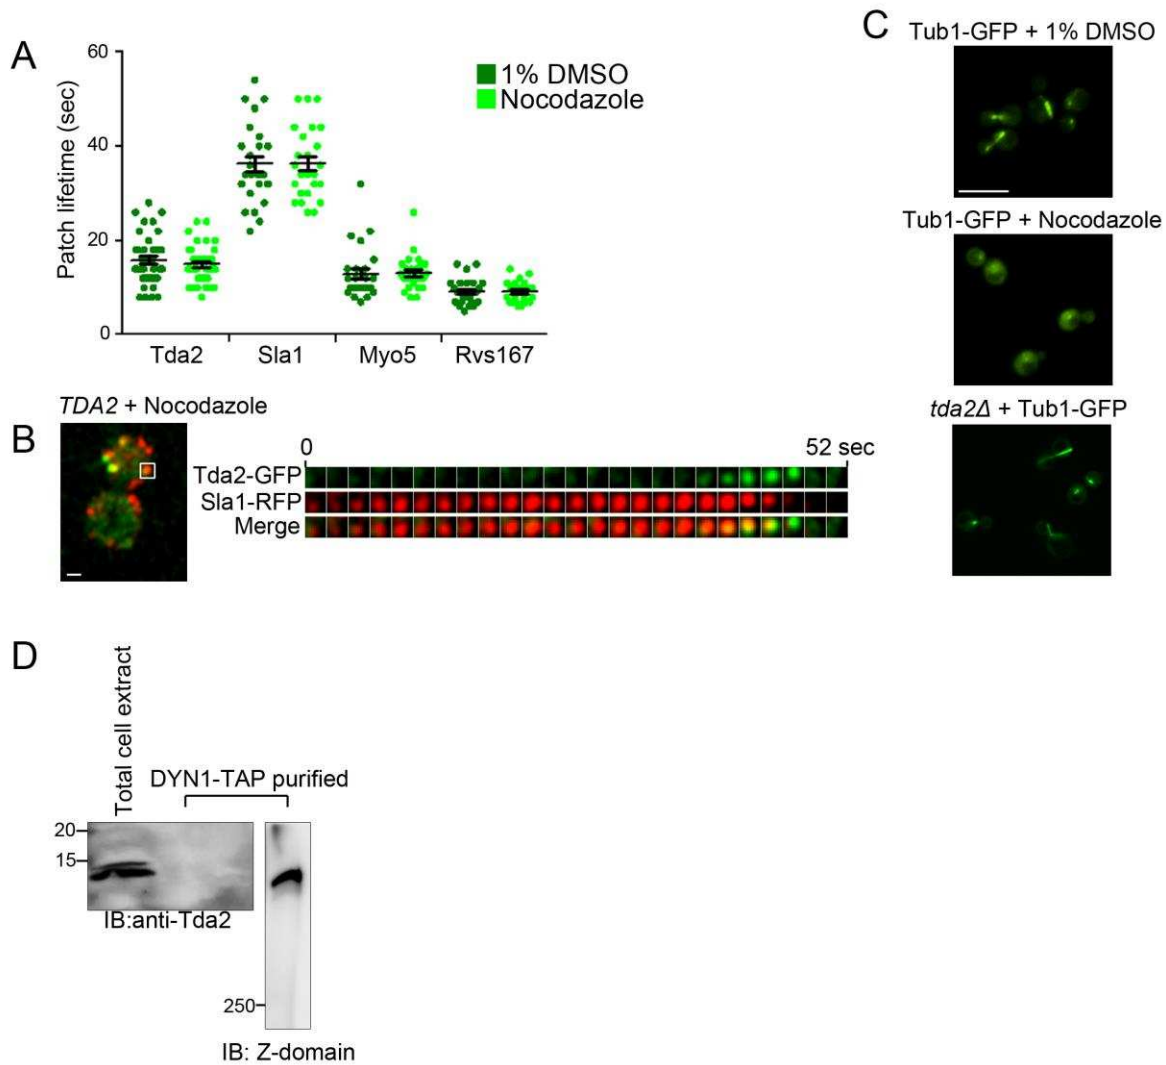 A
60
40
20
0
Patch lifetime (sec)
1% DMSO
Nocodazole
Tda2
Sla1
Myo5
Rvs167
B
TDA2 + Nocodazole
0
52 sec
Tda2-GFP
Sla1-RFP
Merge
C
Tub1-GFP + 1% DMSO
Tub1-GFP + Nocodazole
tda2Δ + Tub1-GFP
D
Total cell extract
DYN1-TAP purified
20
15
IB:anti-Tda2
250
IB: Z-domain